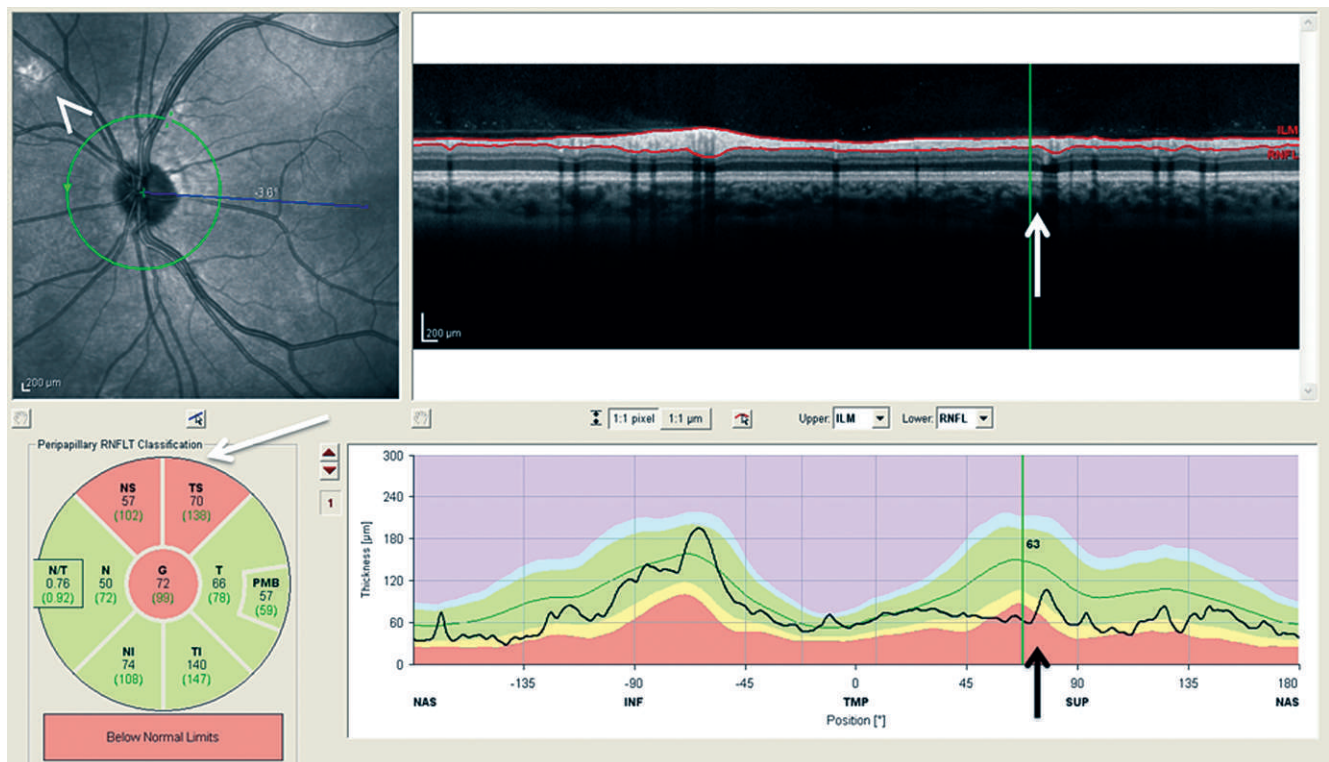 -3.6°
200 µm
ILM
RNFL
200 µm
1:1 pixel 1:1 µm Upper: ILM Lower: RNFL
Peripapillary RNFLT Classification
NS
57
(102)
TS
70
(138)
N/T
0.76
(0.92)
N
50
(72)
G
72
(99)
T
66
(78)
PMB
57
(59)
NI
74
(108)
TI
140
(147)
Below Normal Limits
1
Thickness [µm]
300
240
180
120
60
0
63
-135 -90 -45 0 45 90 135 180
NAS INF TMP SUP NAS
Position [°]